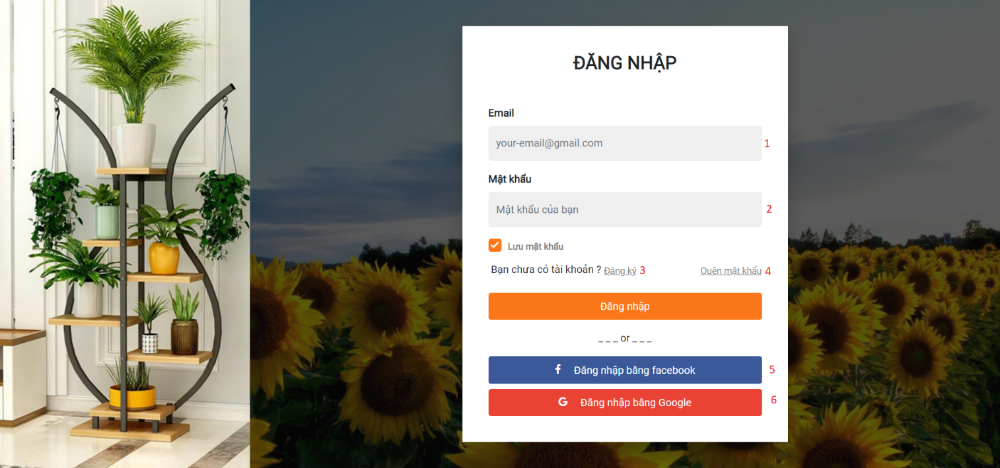 ĐĂNG NHẬP
Email
your-email@gmail.com 1
Mật khẩu
Mật khẩu của bạn 2
Lưu mật khẩu
Bạn chưa có tài khoản ? Đăng ký 3 Quên mật khẩu 4
Đăng nhập
_ _ _ or _ _ _
f Đăng nhập bằng facebook 5
G Đăng nhập bằng Google 6